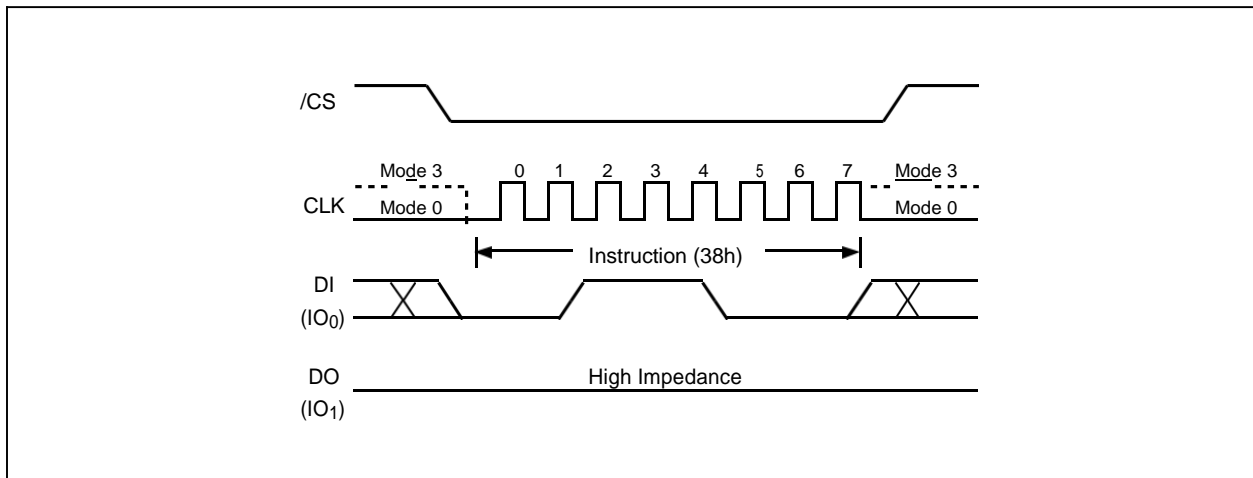 /CS
Mode 3 0 1 2 3 4 5 6 7 Mode 3
CLK Mode 0 Mode 0
Instruction (38h)
DI
(IO0)
DO High Impedance
(IO1)